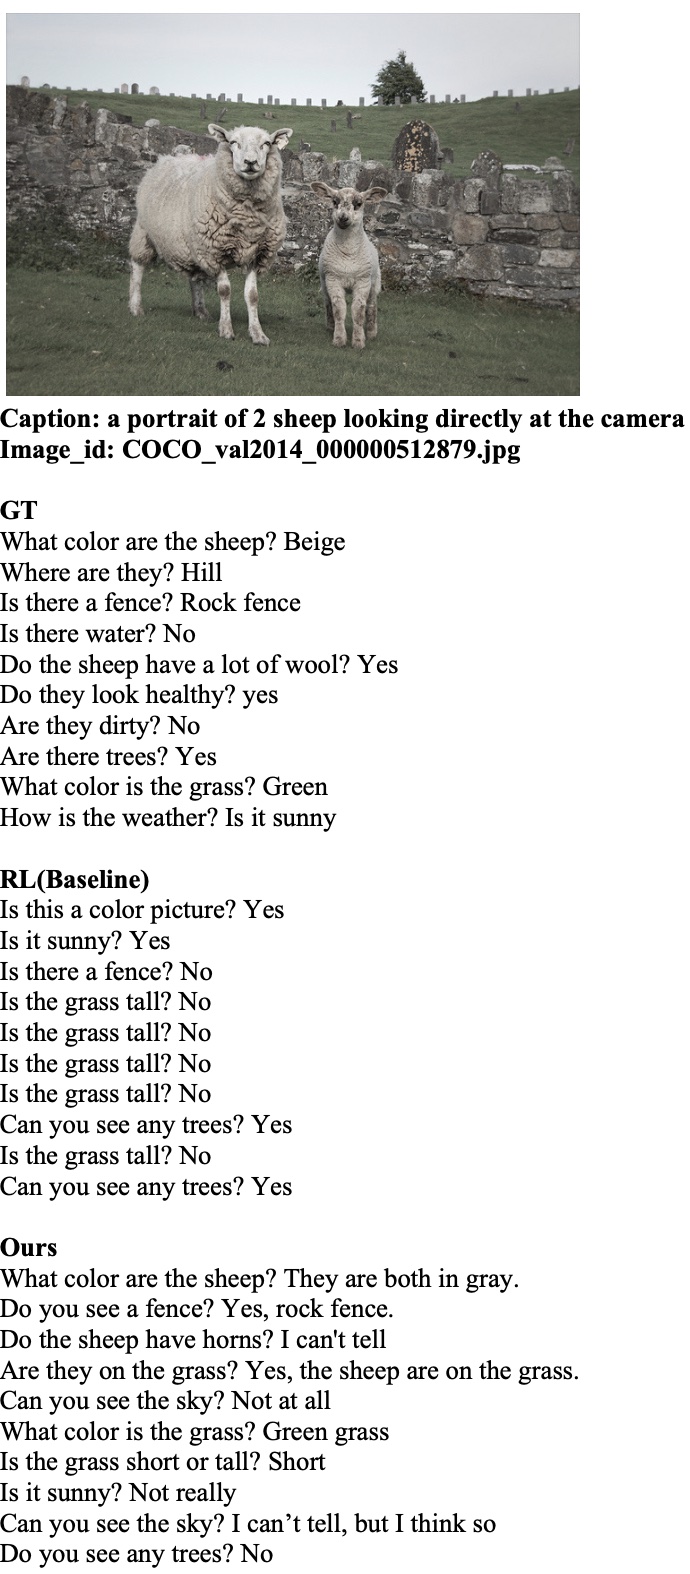 Caption: a portrait of 2 sheep looking directly at the camera
Image_id: COCO_val2014_000000512879.jpg
GT
What color are the sheep? Beige
Where are they? Hill
Is there a fence? Rock fence
Is there water? No
Do the sheep have a lot of wool? Yes
Do they look healthy? yes
Are they dirty? No
Are there trees? Yes
What color is the grass? Green
How is the weather? Is it sunny
RL(Baseline)
Is this a color picture? Yes
Is it sunny? Yes
Is there a fence? No
Is the grass tall? No
Is the grass tall? No
Is the grass tall? No
Is the grass tall? No
Can you see any trees? Yes
Is the grass tall? No
Can you see any trees? Yes
Ours
What color are the sheep? They are both in gray.
Do you see a fence? Yes, rock fence.
Do the sheep have horns? I can't tell
Are they on the grass? Yes, the sheep are on the grass.
Can you see the sky? Not at all
What color is the grass? Green grass
Is the grass short or tall? Short
Is it sunny? Not really
Can you see the sky? I can’t tell, but I think so
Do you see any trees? No